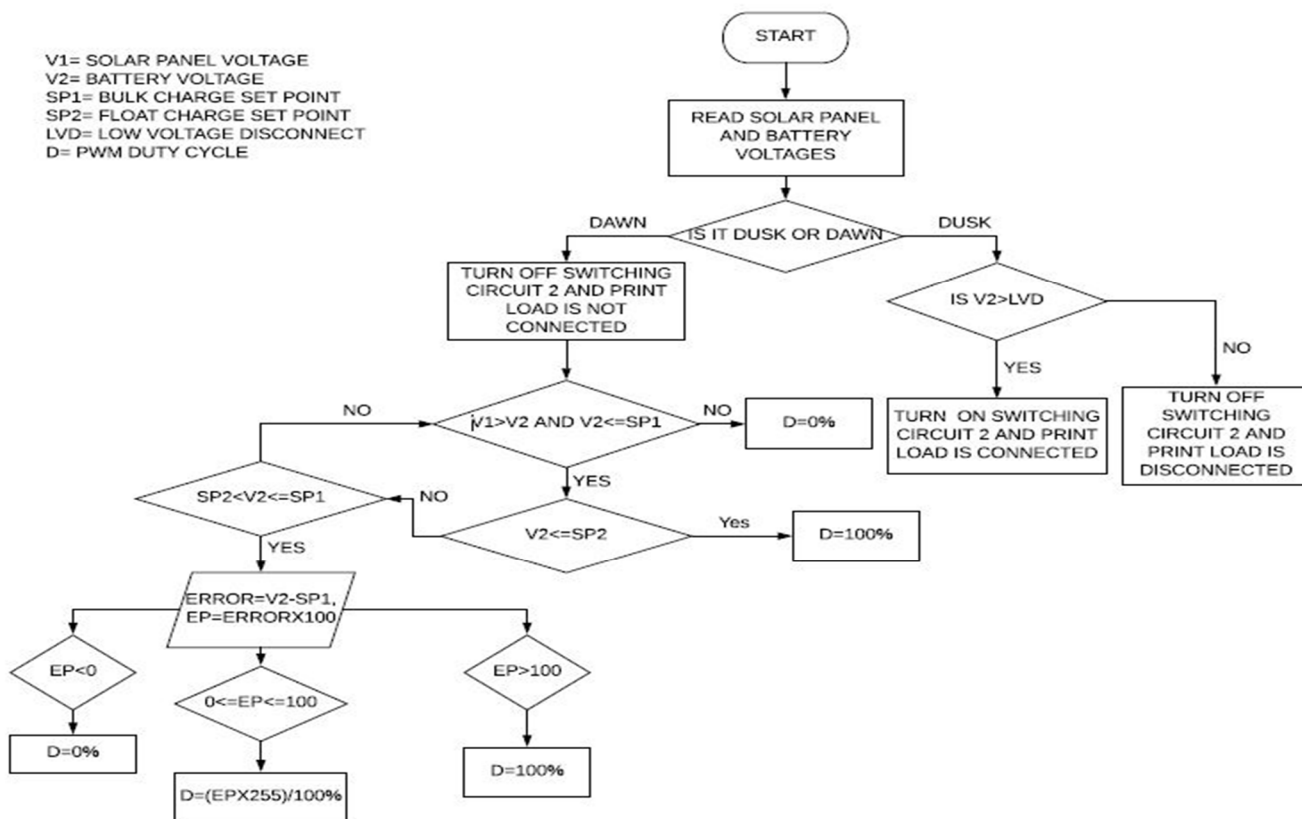 V1= SOLAR PANEL VOLTAGE
V2= BATTERY VOLTAGE
SP1= BULK CHARGE SET POINT
SP2= FLOAT CHARGE SET POINT
LVD= LOW VOLTAGE DISCONNECT
D= PWM DUTY CYCLE
START
READ SOLAR PANEL
AND BATTERY
VOLTAGES
IS IT DUSK OR DAWN
DAWN
DUSK
TURN OFF SWITCHING
CIRCUIT 2 AND PRINT
LOAD IS NOT
CONNECTED
IS V2>LVD
YES
NO
TURN ON SWITCHING
CIRCUIT 2 AND PRINT
LOAD IS CONNECTED
TURN OFF
SWITCHING
CIRCUIT 2 AND
PRINT LOAD IS
DISCONNECTED
V1>V2 AND V2<=SP1
NO
D=0%
YES
NO
V2<=SP2
Yes
D=100%
NO
SP2<V2<=SP1
YES
ERROR=V2-SP1,
EP=ERRORX100
EP<0
D=0%
0<=EP<=100
D=(EPX255)/100%
EP>100
D=100%